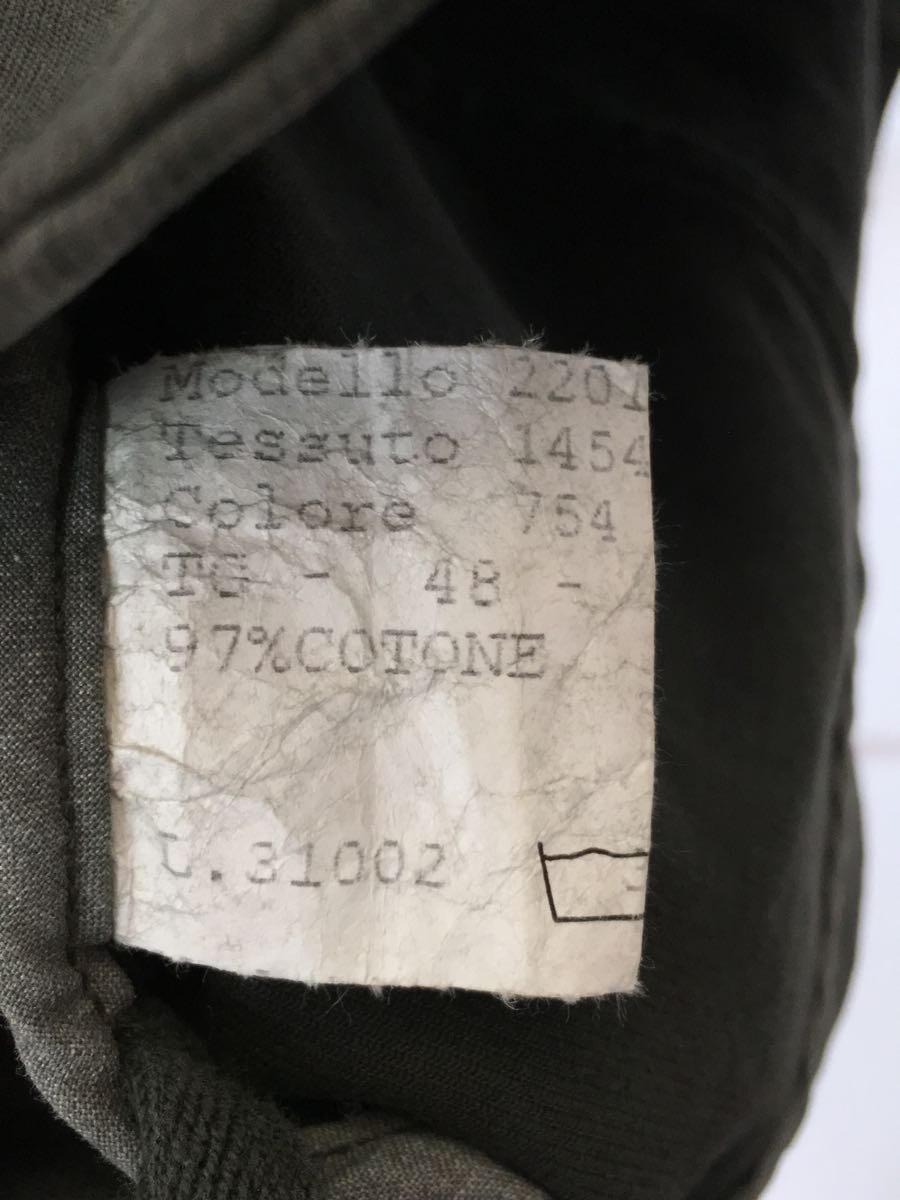 Modello 2201
Tessuto 1454
Colore 754
TG - 48 -
97%COTONE
.31002